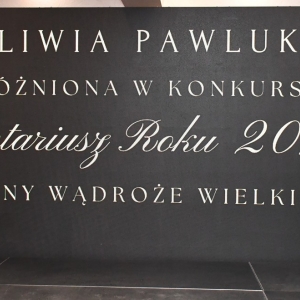 LIWIA PAWLUK
ÓŻNIONA W KONKURS
tariusz Roku 20
NY WĄDROŻE WIELKI